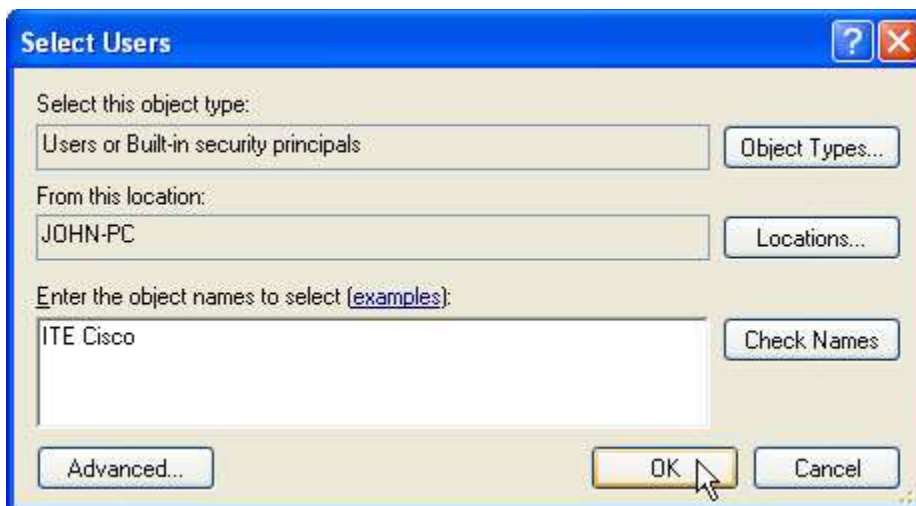 Select Users
Select this object type:
Users or Built-in security principals
Object Types...
From this location:
JOHN-PC
Locations...
Enter the object names to select (examples):
ITE Cisco
Check Names
Advanced...
OK
Cancel